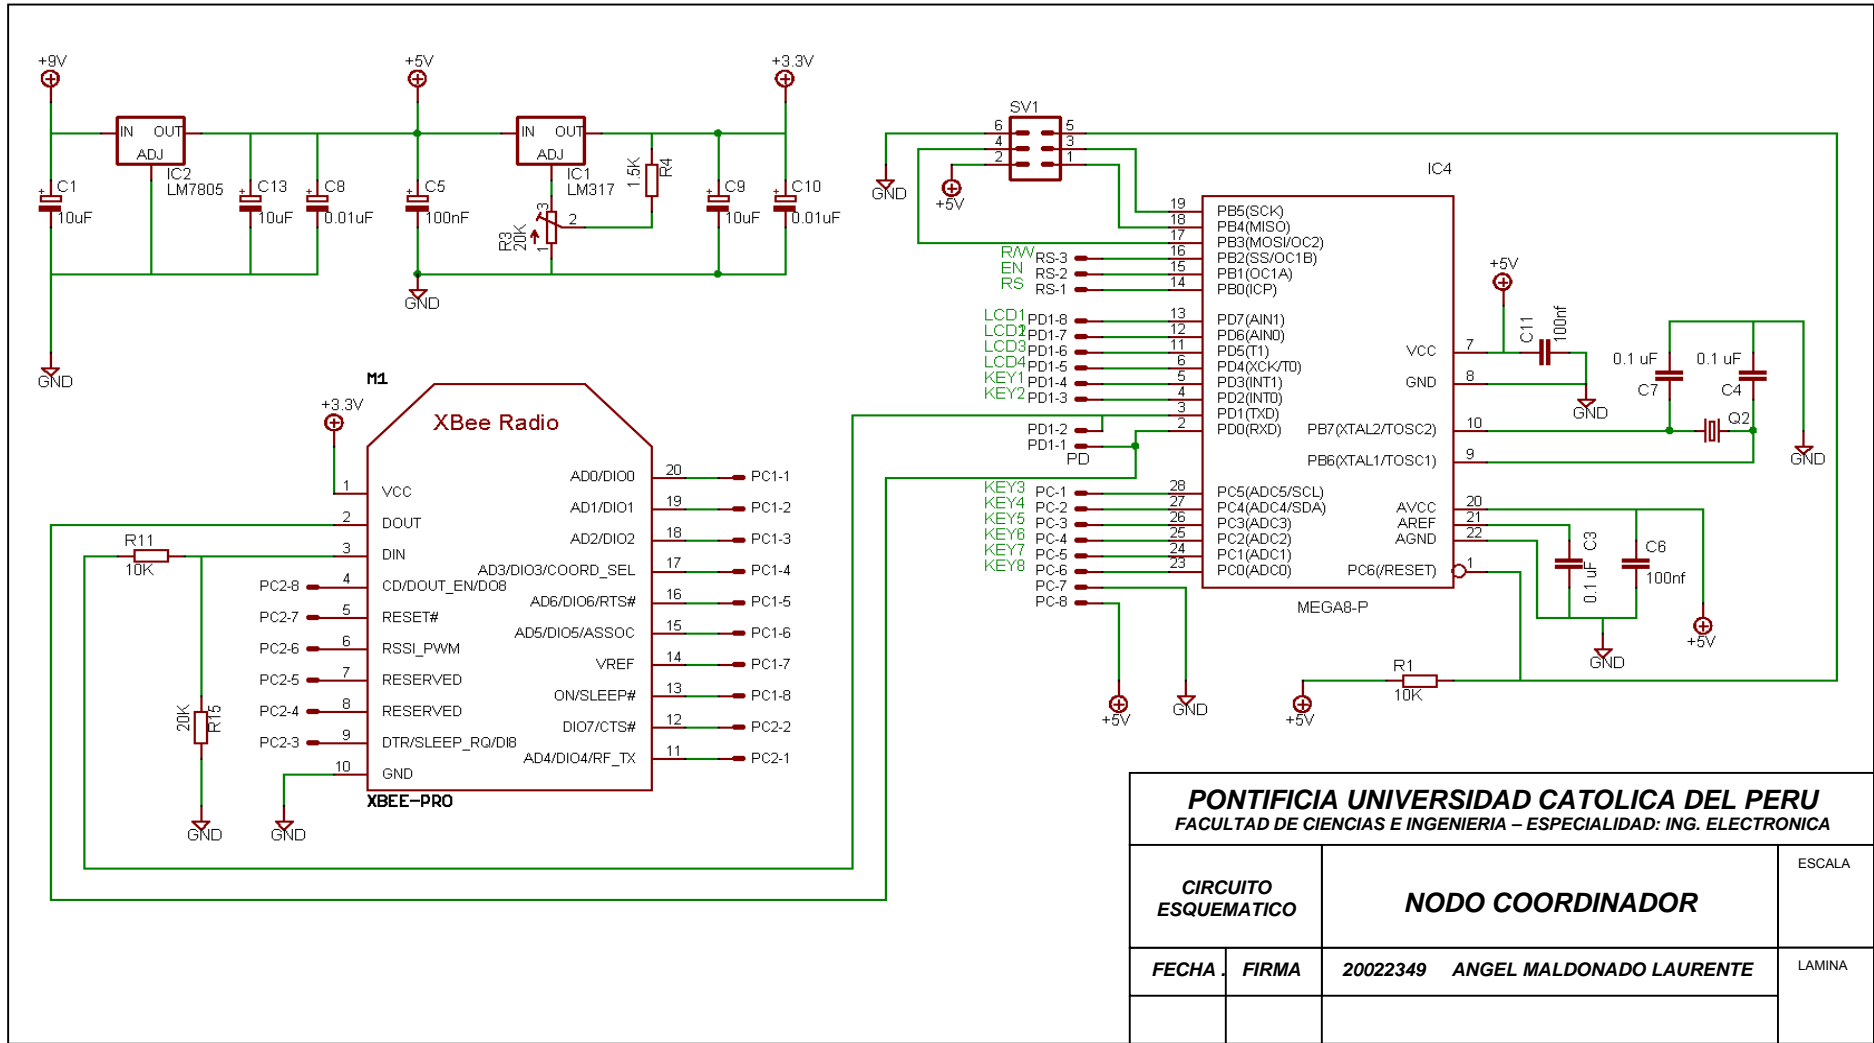 +9V
+5V
+3.3V
IN OUT
ADJ
IC2
LM7805
C1
10uF
C13
10uF
C8
0.01uF
C5
100nF
IN OUT
ADJ
IC1
LM317
1.5K
R4
R3
20K
3
2
1
C9
10uF
C10
0.01uF
GND
GND
SV1
6
4
2
5
3
1
GND
+5V
IC4
19 PB5(SCK)
18 PB4(MISO)
17 PB3(MOSI/OC2)
R/W RS-3 16 PB2(SS/OC1B)
EN RS-2 15 PB1(OC1A)
RS RS-1 14 PB0(ICP)
LCD1 PD1-8 13 PD7(AIN1)
LCD2 PD1-7 12 PD6(AIN0)
LCD3 PD1-6 11 PD5(T1)
LCD4 PD1-5 6 PD4(XCK/T0)
KEY1 PD1-4 5 PD3(INT1)
KEY2 PD1-3 4 PD2(INT0)
3 PD1(TXD)
PD1-2 2 PD0(RXD)
PD1-1
PD
KEY3 PC-1 28 PC5(ADC5/SCL)
KEY4 PC-2 27 PC4(ADC4/SDA)
KEY5 PC-3 26 PC3(ADC3)
KEY6 PC-4 25 PC2(ADC2)
KEY7 PC-5 24 PC1(ADC1)
KEY8 PC-6 23 PC0(ADC0)
PC-7
PC-8
+5V
GND
VCC 7
GND 8
PB7(XTAL2/TOSC2) 10
PB6(XTAL1/TOSC1) 9
AVCC 20
AREF 21
AGND 22
PC6(/RESET) 1
MEGA8-P
+5V
C11
100nf
GND
0.1 uF
C7
0.1 uF
C4
Q2
GND
C3
0.1 uF
C6
100nf
GND
+5V
R1
10K
+5V
M1
+3.3V
XBee Radio
1 VCC
2 DOUT
3 DIN
PC2-8 4 CD/DOUT_EN/DO8
PC2-7 5 RESET#
PC2-6 6 RSSI_PWM
PC2-5 7 RESERVED
PC2-4 8 RESERVED
PC2-3 9 DTR/SLEEP_RQ/DI8
10 GND
AD0/DIO0 20 PC1-1
AD1/DIO1 19 PC1-2
AD2/DIO2 18 PC1-3
AD3/DIO3/COORD_SEL 17 PC1-4
AD6/DIO6/RTS# 16 PC1-5
AD5/DIO5/ASSOC 15 PC1-6
VREF 14 PC1-7
ON/SLEEP# 13 PC1-8
DIO7/CTS# 12 PC2-2
AD4/DIO4/RF_TX 11 PC2-1
XBEE-PRO
R11
10K
20K
R15
GND
GND
PONTIFICIA UNIVERSIDAD CATOLICA DEL PERU
FACULTAD DE CIENCIAS E INGENIERIA – ESPECIALIDAD: ING. ELECTRONICA
CIRCUITO
ESQUEMATICO
NODO COORDINADOR
ESCALA
FECHA .
FIRMA
20022349 ANGEL MALDONADO LAURENTE
LAMINA